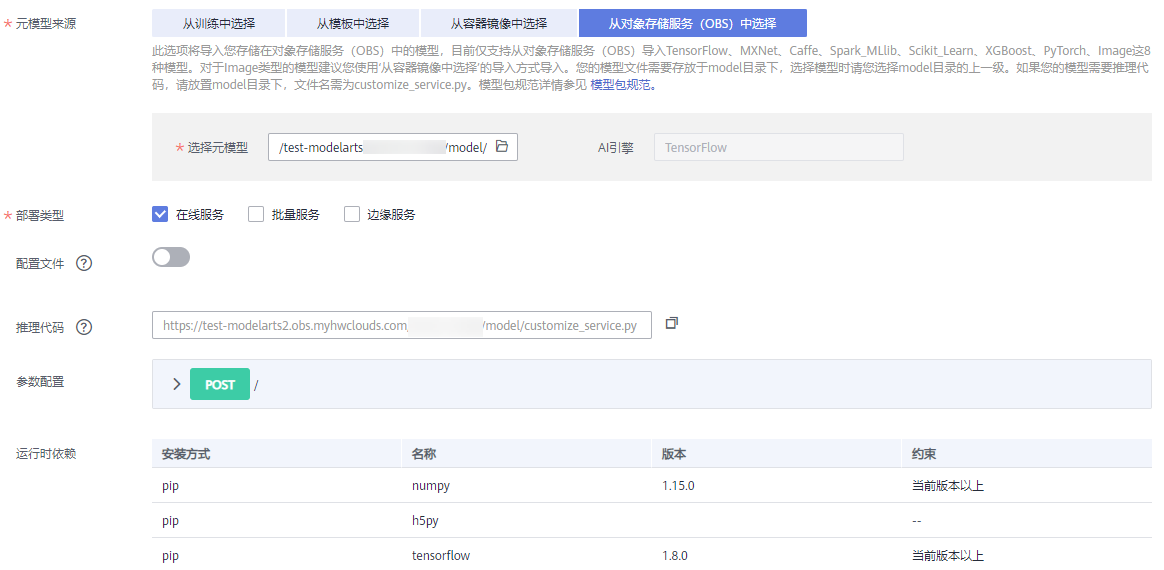 * 元模型来源 从训练中选择 从模板中选择 从容器镜像中选择 从对象存储服务（OBS）中选择
此选项将导入您存储在对象存储服务（OBS）中的模型，目前仅支持从对象存储服务（OBS）导入TensorFlow、MXNet、Caffe、Spark_MLlib、Scikit_Learn、XGBoost、PyTorch、Image这8
种模型。对于Image类型的模型建议您使用‘从容器镜像中选择’的导入方式导入。您的模型文件需要存放于model目录下，选择模型时请您选择model目录的上一级。如果您的模型需要推理代
码，请放置model目录下，文件名需为customize_service.py。模型包规范详情参见 模型包规范。
* 选择元模型 /test-modelarts /model/ AI引擎 TensorFlow
* 部署类型 在线服务 批量服务 边缘服务
配置文件 ?
推理代码 ? https://test-modelarts2.obs.myhwclouds.com /model/customize_service.py
参数配置 POST /
运行时依赖 安装方式 名称 版本 约束
pip numpy 1.15.0 当前版本以上
pip h5py --
pip tensorflow 1.8.0 当前版本以上